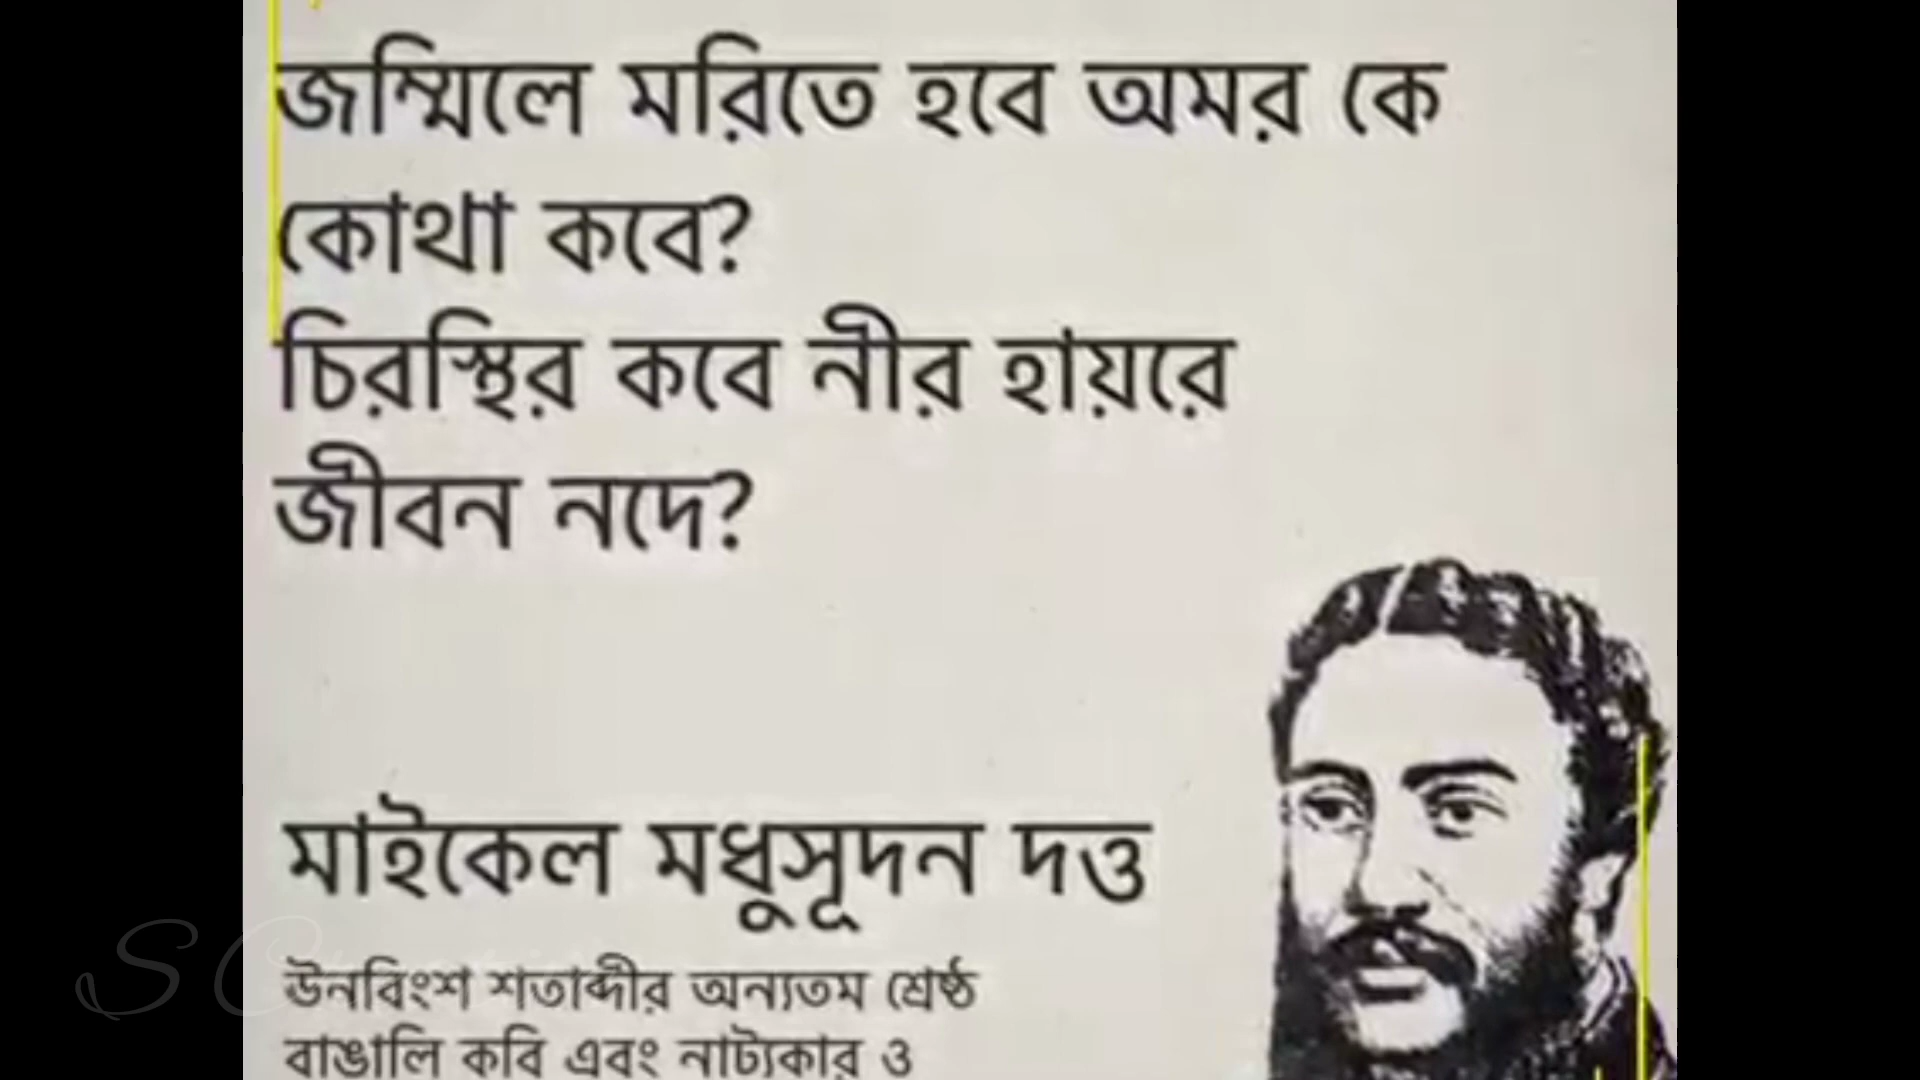 জন্মিলে মরিতে হবে অমর কে
কোথা কবে?
চিরস্থির কবে নীর হায়রে
জীবন নদে?
মাইকেল মধুসূদন দত্ত
ঊনবিংশ শতাব্দীর অন্যতম শ্রেষ্ঠ
বাঙালি কবি এবং নাট্যকার ও